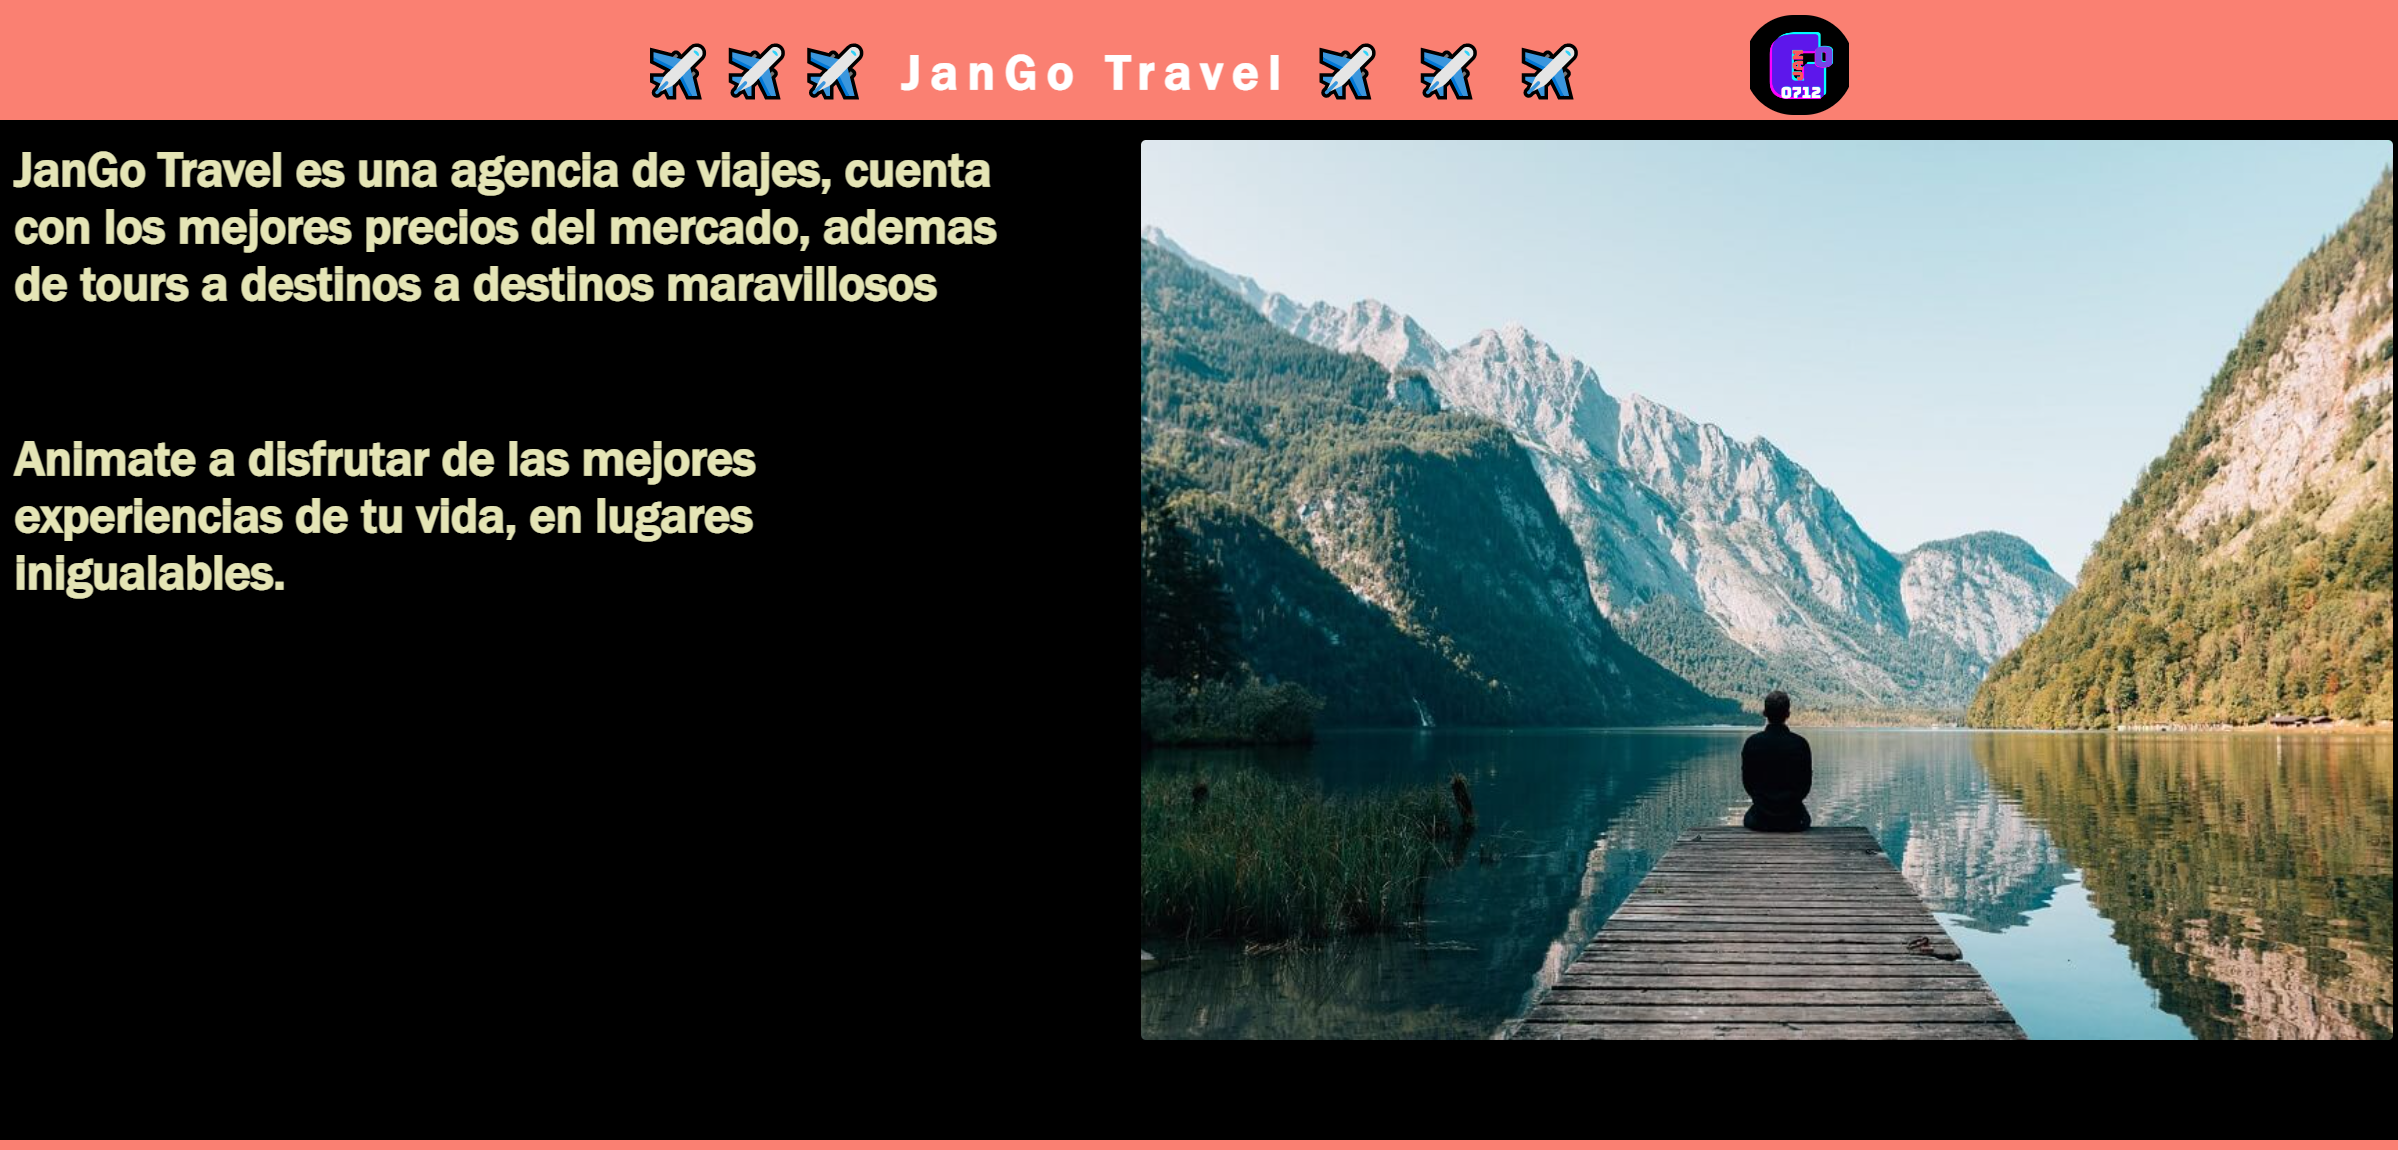 JanGo Travel
JAN
0712
JanGo Travel es una agencia de viajes, cuenta
con los mejores precios del mercado, ademas
de tours a destinos a destinos maravillosos
Animate a disfrutar de las mejores
experiencias de tu vida, en lugares
inigualables.